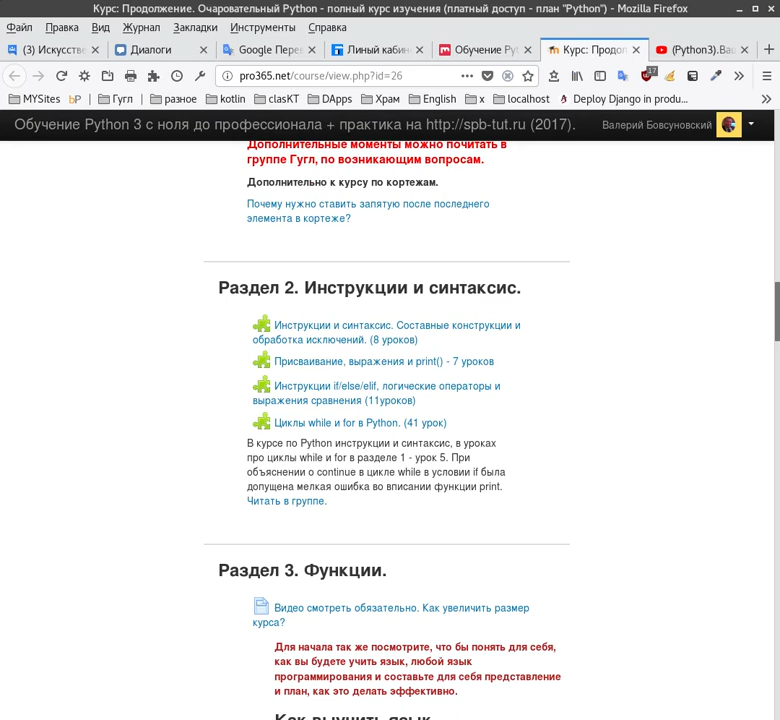 Курс: Продолжение. Очаровательный Python - полный курс изучения (платный доступ - план "Python") - Mozilla Firefox
Файл Правка Вид Журнал Закладки Инструменты Справка
(3) Искусстве Диалоги Google Пере Линый кабин Обучение Py Курс: Продол (Python3).Ваш
pro365.net/course/view.php?id=26
17
MYSites Гугл разное kotlin clasKT DApps Храм English x localhost Deploy Django in produ...
Обучение Python 3 с ноля до профессионала + практика на http://spb-tut.ru (2017). Валерий Бовсуновский
Дополнительные моменты можно почитать в
группе Гугл, по возникающим вопросам.
Дополнительно к курсу по кортежам.
Почему нужно ставить запятую после последнего
элемента в кортеже?
Раздел 2. Инструкции и синтаксис.
Инструкции и синтаксис. Составные конструкции и
обработка исключений. (8 уроков)
Присваивание, выражения и print() - 7 уроков
Инструкции if/else/elif, логические операторы и
выражения сравнения (11уроков)
Циклы while и for в Python. (41 урок)
В курсе по Python инструкции и синтаксис, в уроках
про циклы while и for в разделе 1 - урок 5. При
объяснении о continue в цикле while в условии if была
допущена мелкая ошибка во вписании функции print.
Читать в группе.
Раздел 3. Функции.
Видео смотреть обязательно. Как увеличить размер
курса?
Для начала так же посмотрите, что бы понять для себя,
как вы будете учить язык, любой язык
программирования и составьте для себя представление
и план, как это делать эффективно.
Как выучить язык